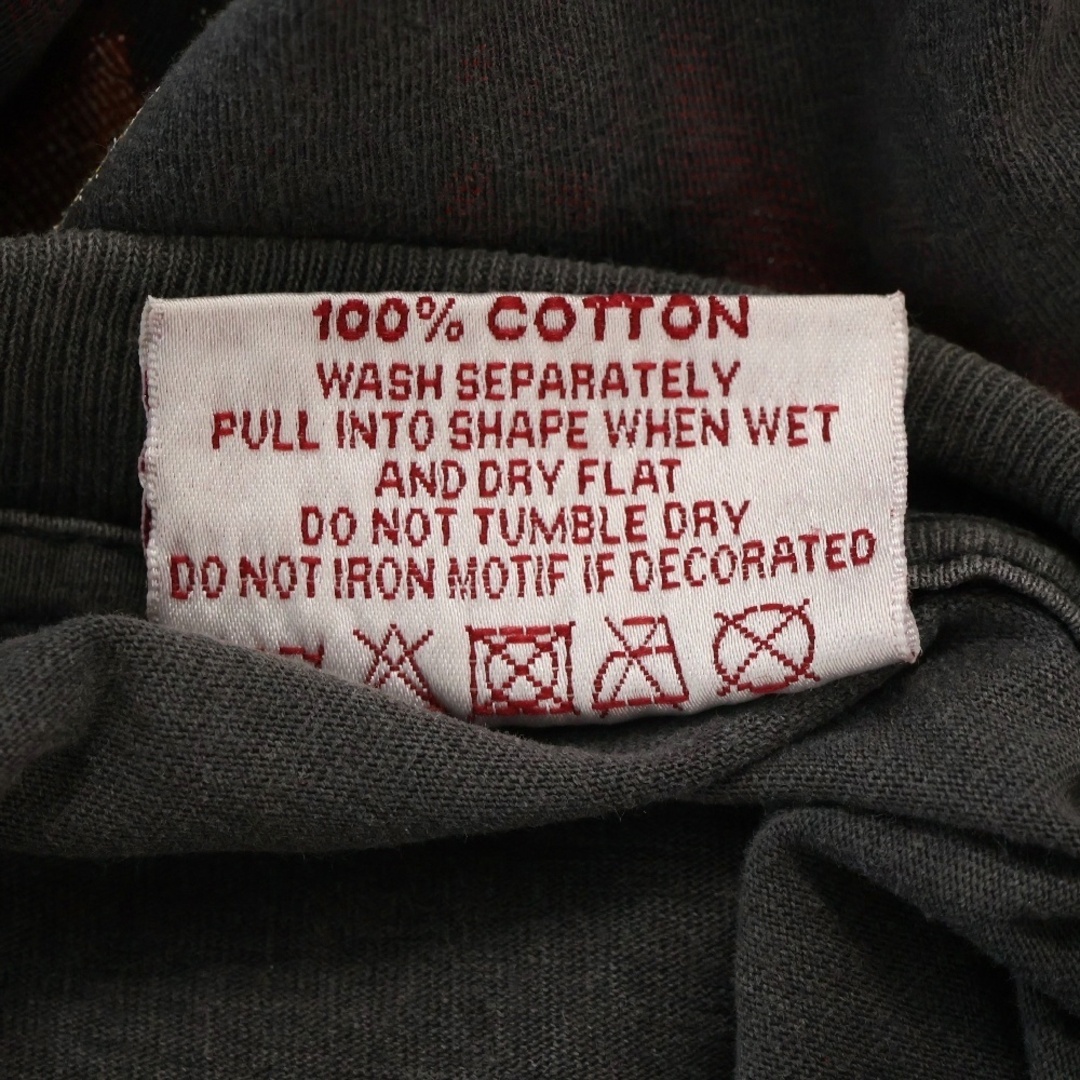 100% COTTON
WASH SEPARATELY
PULL INTO SHAPE WHEN WET
AND DRY FLAT
DO NOT TUMBLE DRY
DO NOT IRON MOTIF IF DECORATED